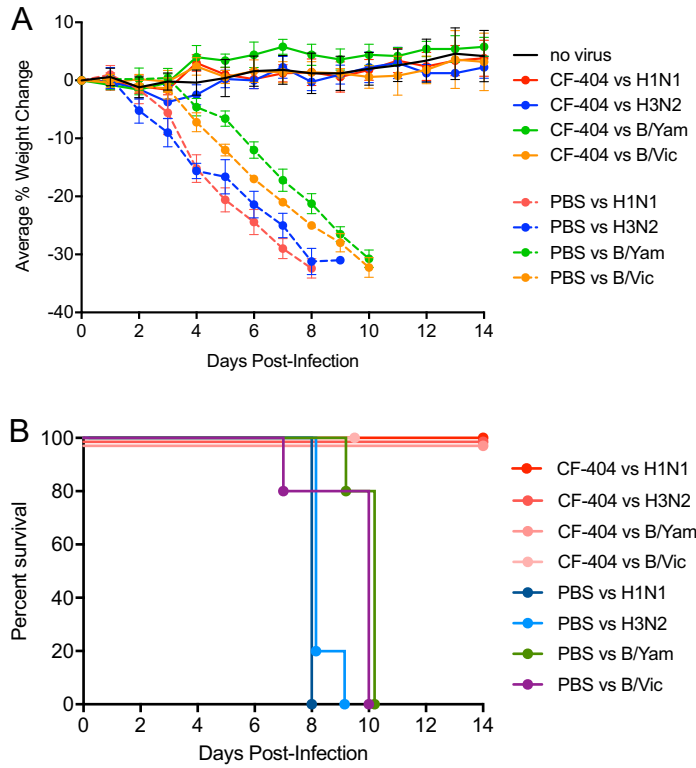 A
10
0
-10
-20
-30
-40
Average % Weight Change
0 2 4 6 8 10 12 14
Days Post-Infection
no virus
CF-404 vs H1N1
CF-404 vs H3N2
CF-404 vs B/Yam
CF-404 vs B/Vic
PBS vs H1N1
PBS vs H3N2
PBS vs B/Yam
PBS vs B/Vic
B
100
80
60
40
20
0
Percent survival
0 2 4 6 8 10 12 14
Days Post-Infection
CF-404 vs H1N1
CF-404 vs H3N2
CF-404 vs B/Yam
CF-404 vs B/Vic
PBS vs H1N1
PBS vs H3N2
PBS vs B/Yam
PBS vs B/Vic